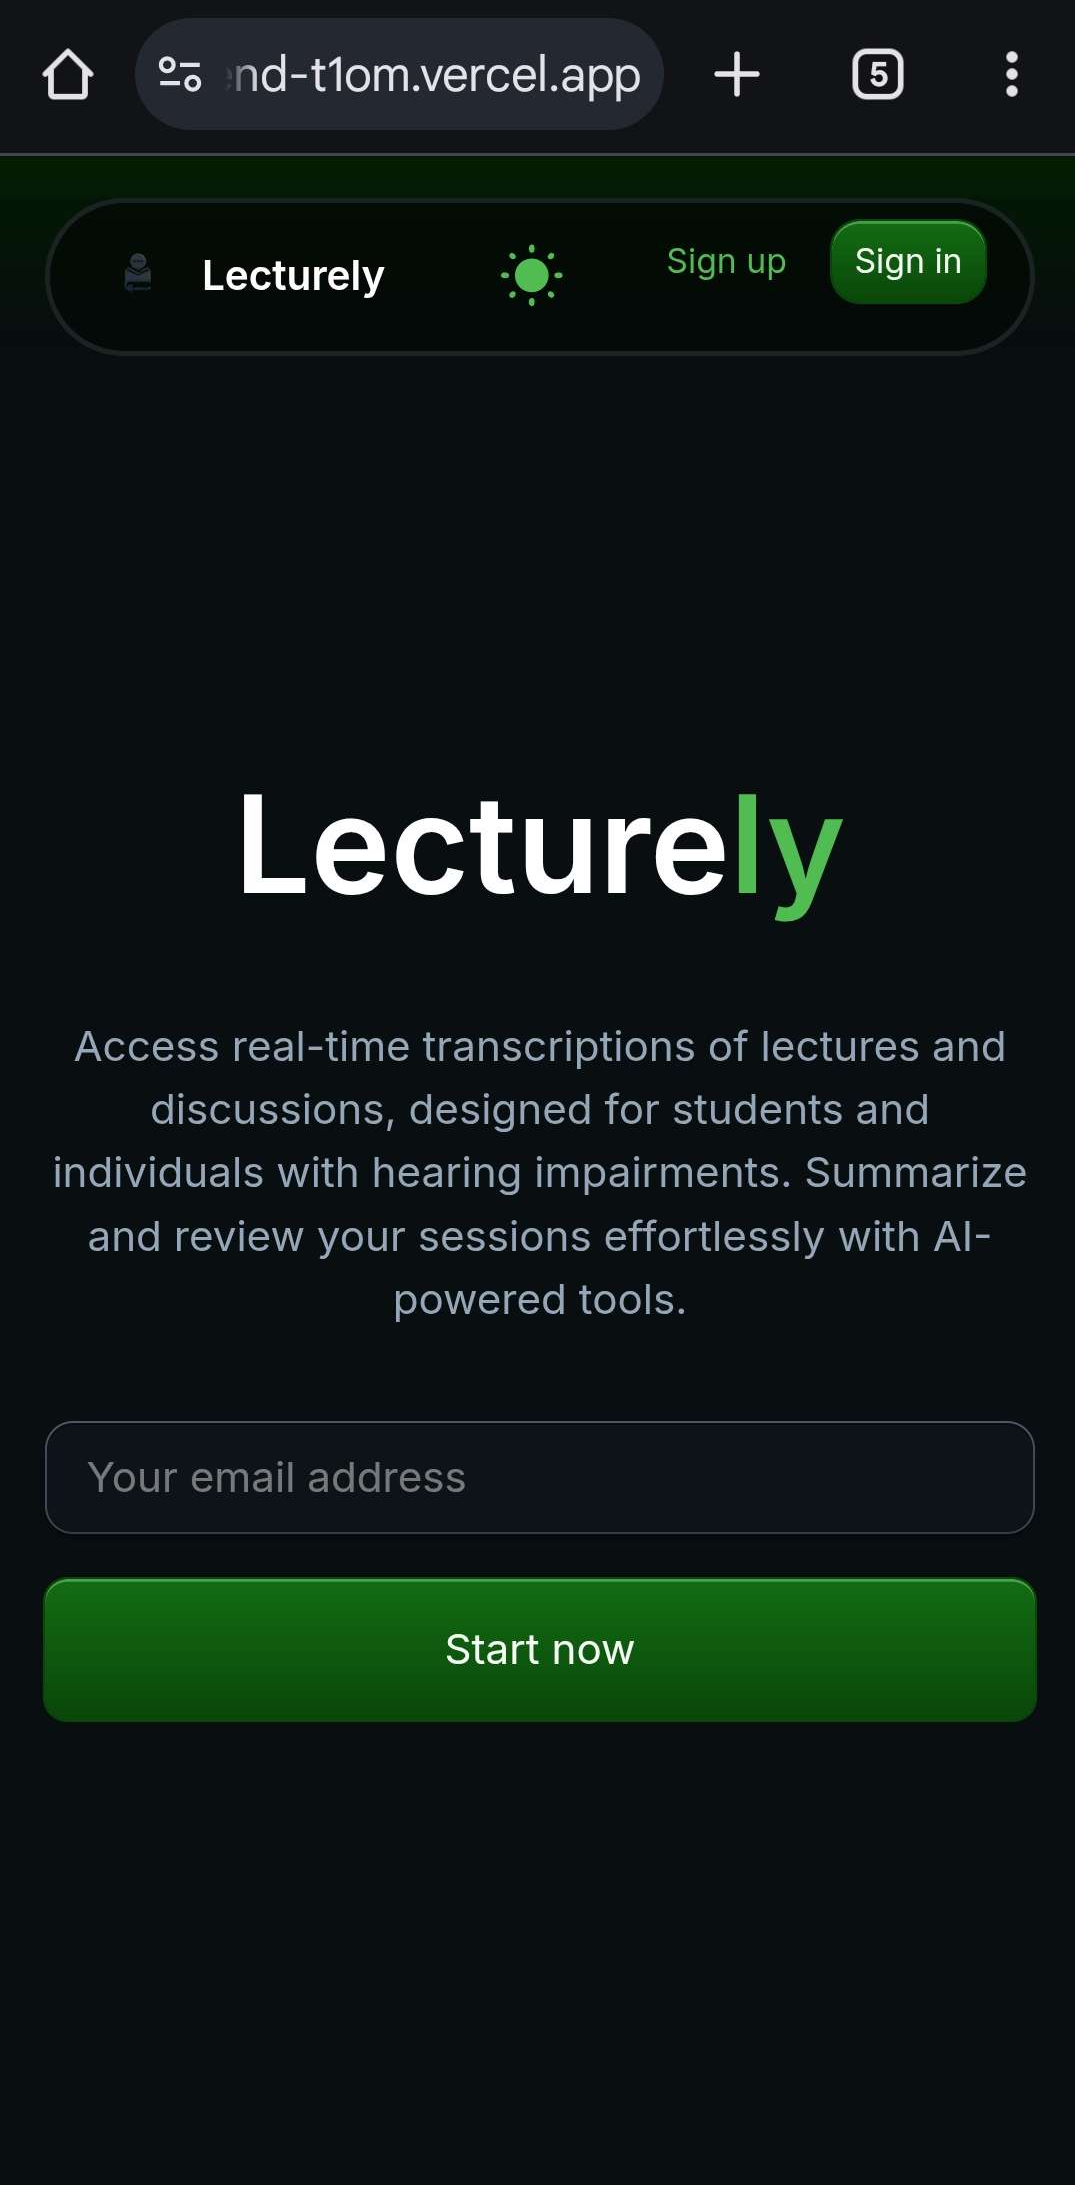 nd-t1om.vercel.app
5
Lecturely
Sign up
Sign in
Lecturely
Access real-time transcriptions of lectures and
discussions, designed for students and
individuals with hearing impairments. Summarize
and review your sessions effortlessly with AI-
powered tools.
Your email address
Start now